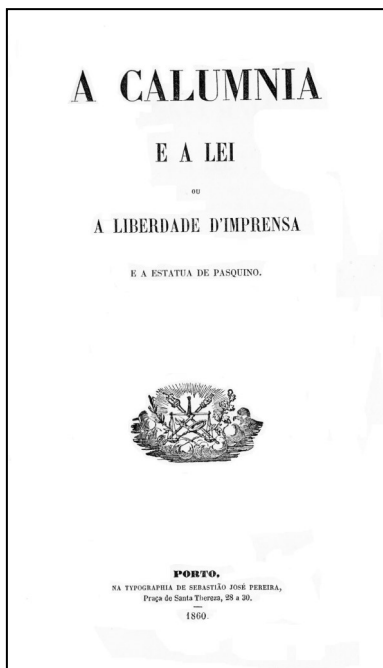 A CALUMNIA
E A LEI
OU
A LIBERDADE D'IMPRENSA
E A ESTATUA DE PASQUINO.
PORTO,
NA TYPOGRAPHIA DE SEBASTIÃO JOSÉ PEREIRA,
Praça de Santa Thereza, 28 a 30.
1860